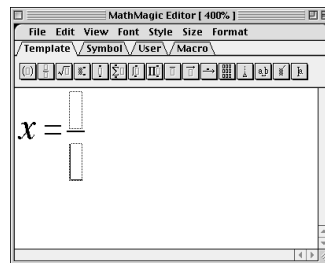 MathMagic Editor [ 400% ]
File Edit View Font Style Size Format
Template Symbol User Macro
x =